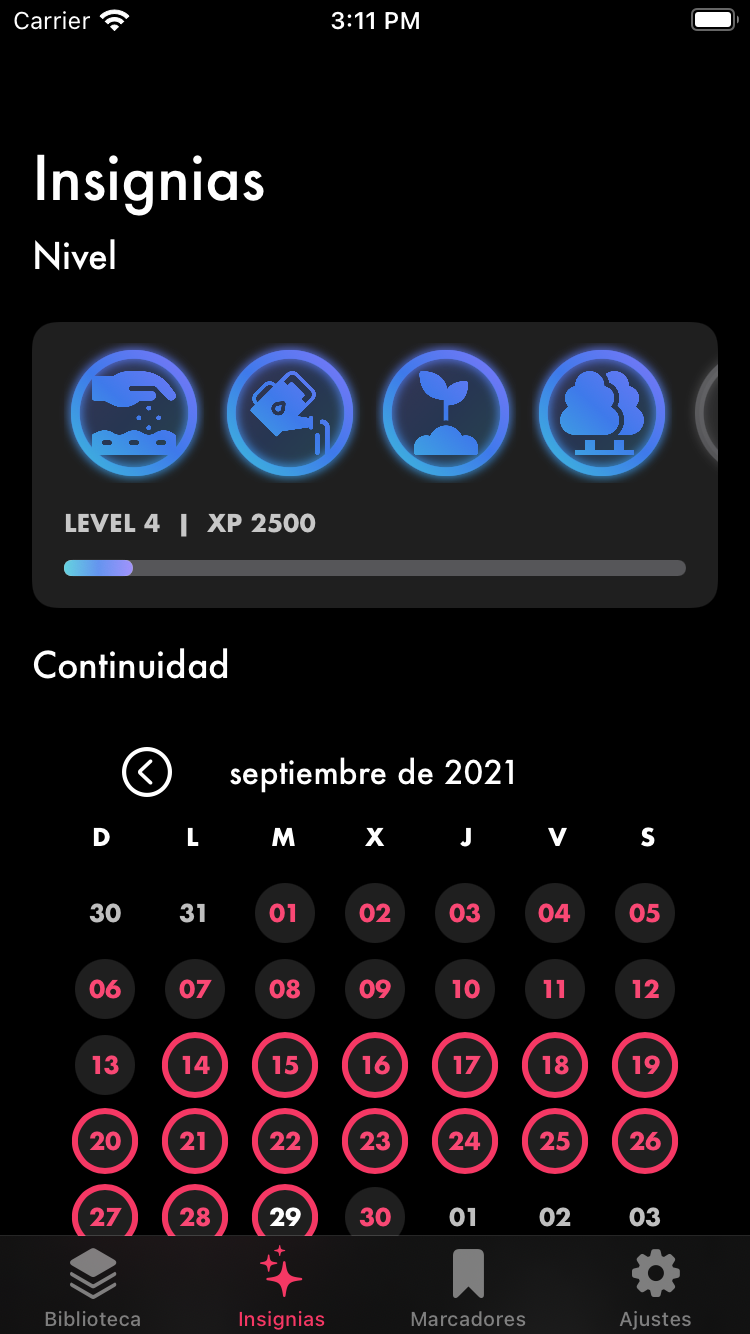 Carrier 3:11 PM
Insignias
Nivel
LEVEL 4 | XP 2500
Continuidad
septiembre de 2021
D L M X J V S
30 31 01 02 03 04 05
06 07 08 09 10 11 12
13 14 15 16 17 18 19
20 21 22 23 24 25 26
27 28 29 30 01 02 03
Biblioteca Insignias Marcadores Ajustes